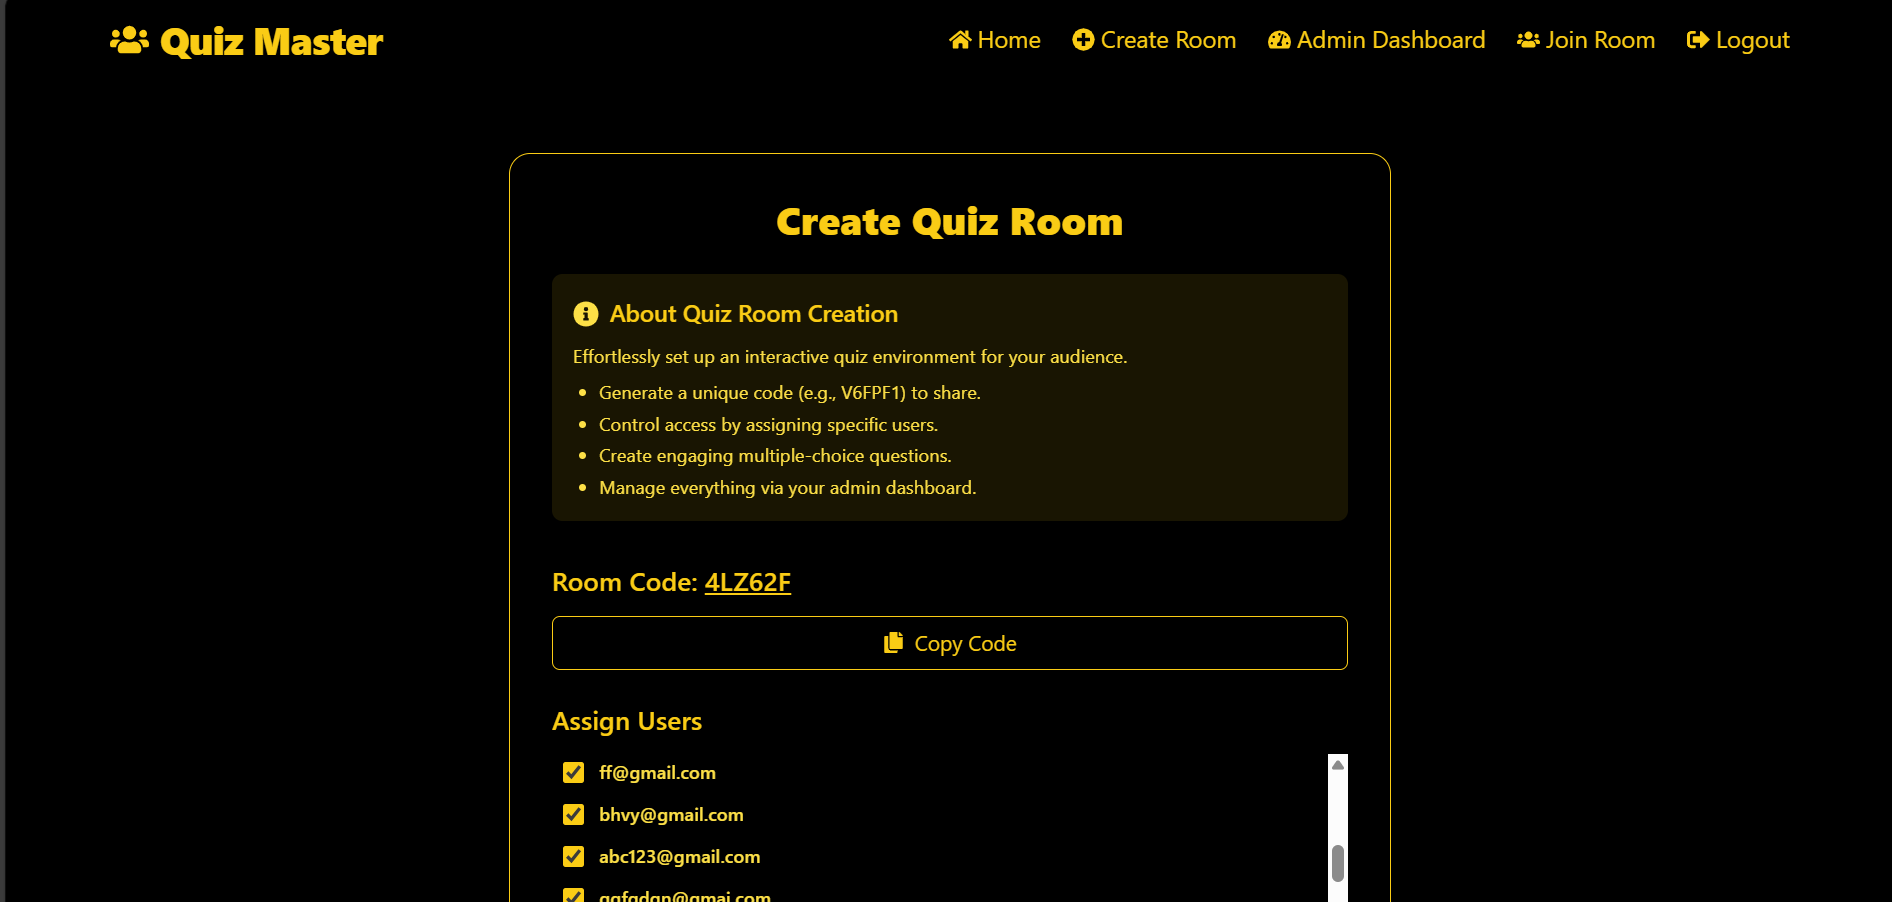 Quiz Master
Home Create Room Admin Dashboard Join Room Logout
Create Quiz Room
About Quiz Room Creation
Effortlessly set up an interactive quiz environment for your audience.
Generate a unique code (e.g., V6FPF1) to share.
Control access by assigning specific users.
Create engaging multiple-choice questions.
Manage everything via your admin dashboard.
Room Code: 4LZ62F
Copy Code
Assign Users
ff@gmail.com
bhvy@gmail.com
abc123@gmail.com